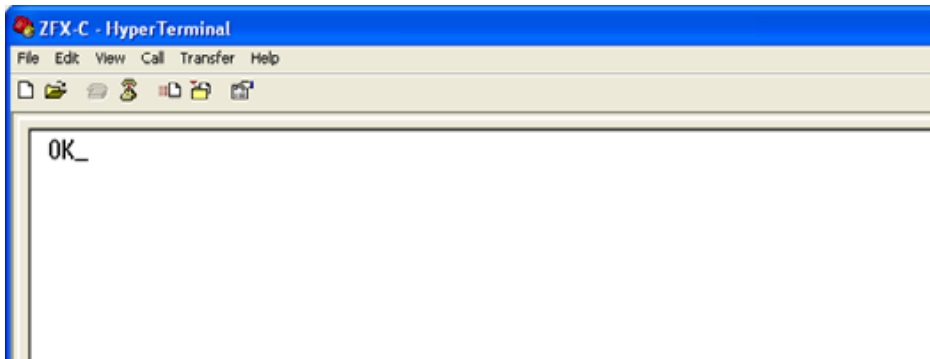 ZFX-C - HyperTerminal
File Edit View Call Transfer Help
OK_